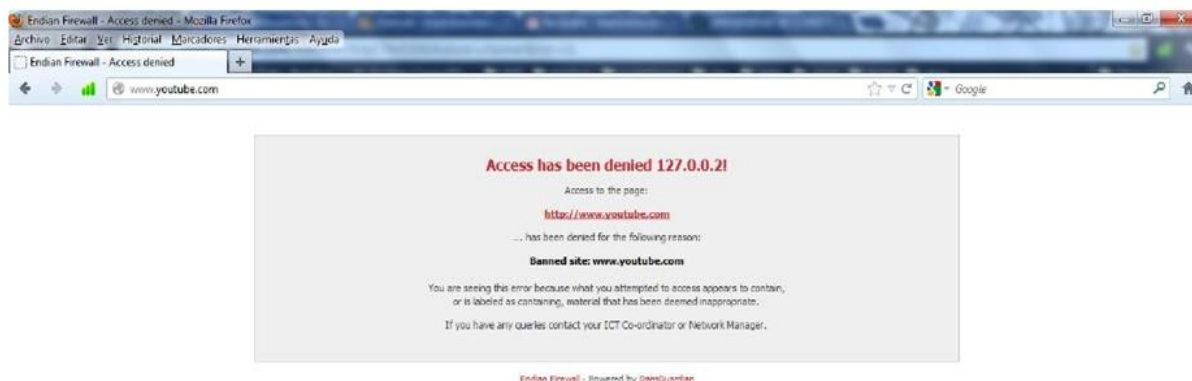 Endian Firewall - Access denied - Mozilla Firefox
Archivo Editar Ver Historial Marcadores Herramientas Ayuda
Endian Firewall - Access denied +
www.youtube.com Google
Access has been denied 127.0.0.2!
Access to the page:
http://www.youtube.com
.... has been denied for the following reason:
Banned site: www.youtube.com
You are seeing this error because what you attempted to access appears to contain,
or is labeled as containing, material that has been deemed inappropriate.
If you have any queries contact your ICT Co-ordinator or Network Manager.
Endian Firewall - Powered by DansGuardian